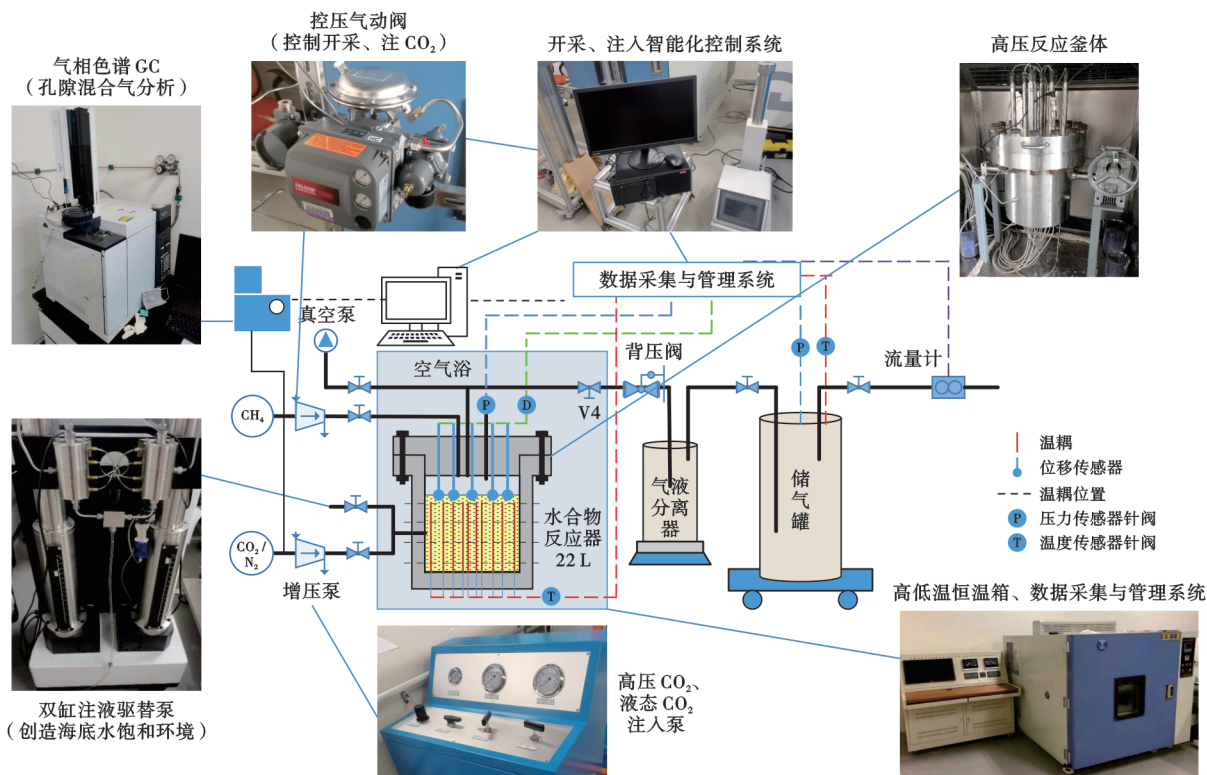 控压气动阀
（控制开采、注 CO₂）
开采、注入智能化控制系统
高压反应釜体
气相色谱 GC
（孔隙混合气分析）
数据采集与管理系统
真空泵
空气浴
背压阀
流量计
P
T
P
D
V4
CH₄
水合物
反应器
22 L
气液
分离
器
储
气
罐
CO₂ /
N₂
增压泵
T
温耦
位移传感器
温耦位置
P 压力传感器针阀
T 温度传感器针阀
高低温恒温箱、数据采集与管理系统
双缸注液驱替泵
（创造海底水饱和环境）
高压 CO₂、
液态 CO₂
注入泵